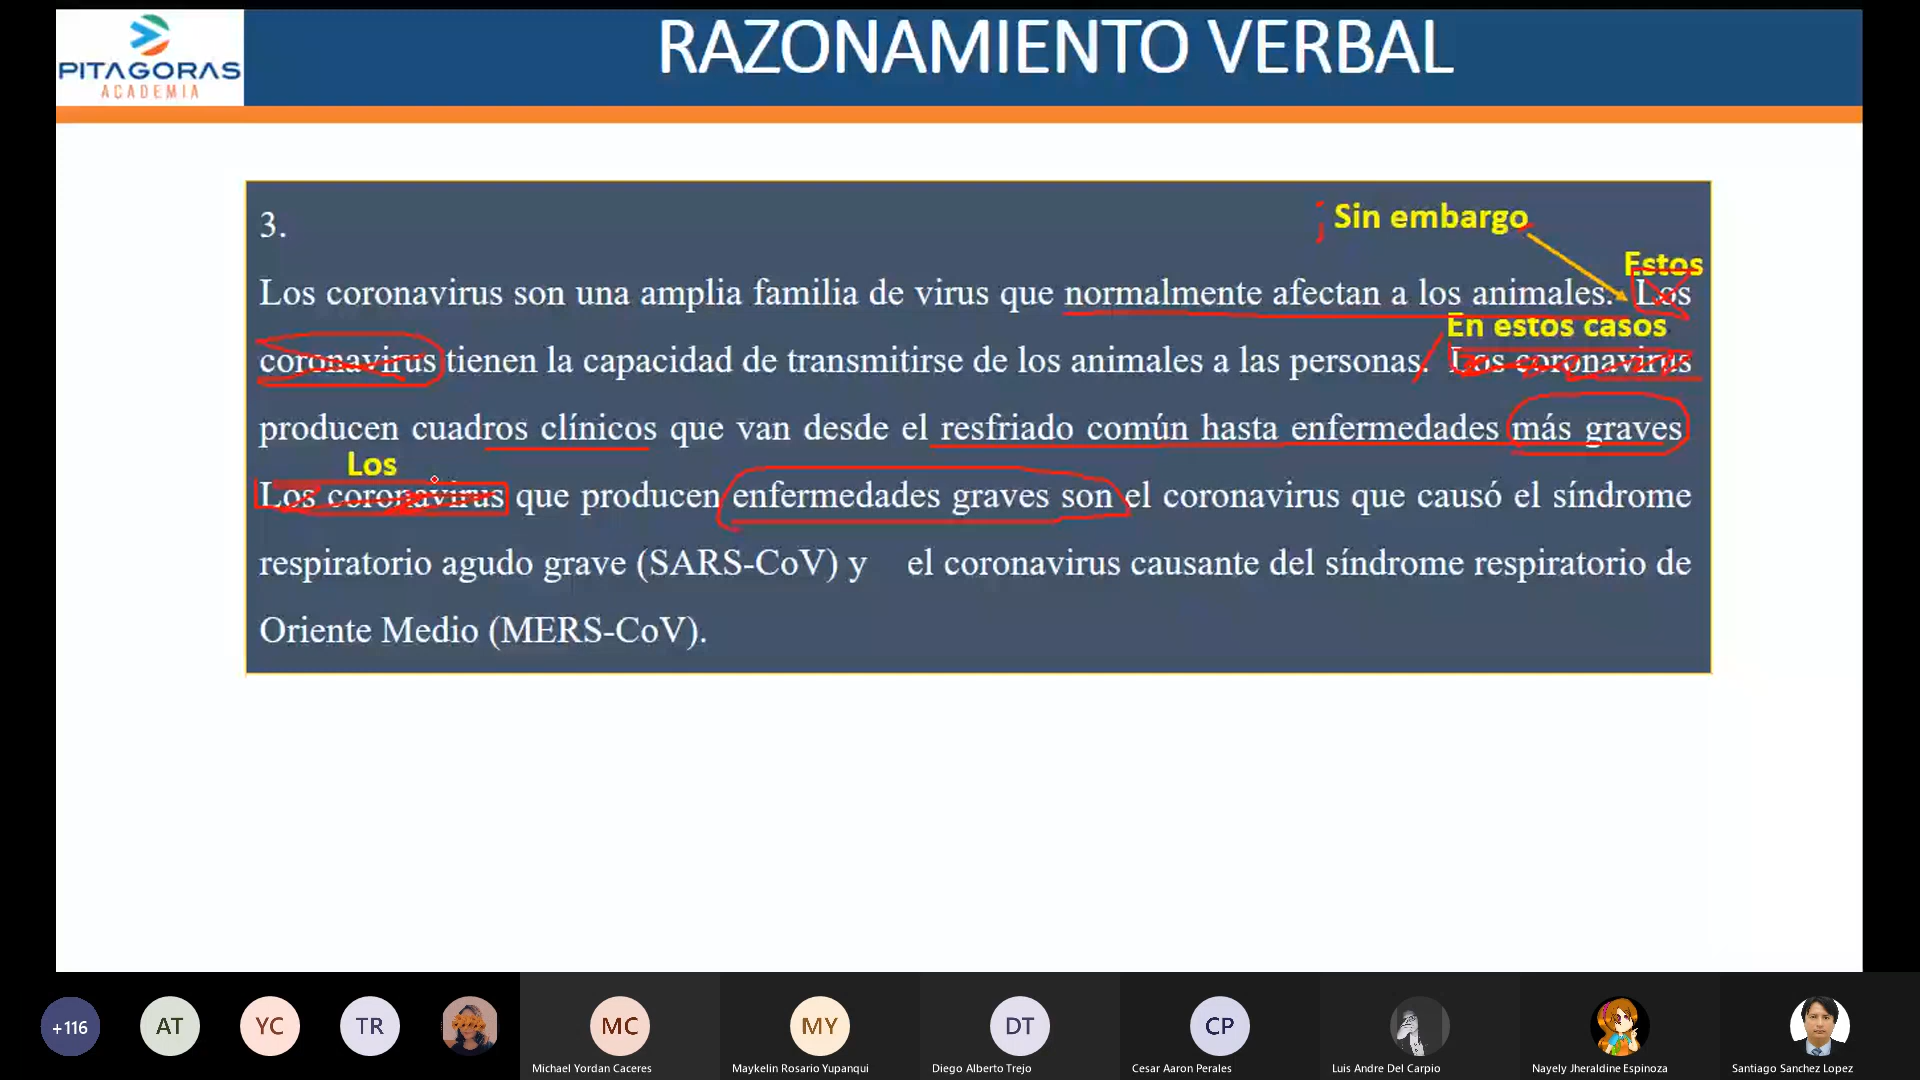 PITAGORAS
ACADEMIA
RAZONAMIENTO VERBAL
3.
; Sin embargo
Estos
Los coronavirus son una amplia familia de virus que normalmente afectan a los animales. Los
En estos casos
coronavirus tienen la capacidad de transmitirse de los animales a las personas. Los coronavirus
producen cuadros clínicos que van desde el resfriado común hasta enfermedades más graves
Los
Los coronavirus que producen enfermedades graves son el coronavirus que causó el síndrome
respiratorio agudo grave (SARS-CoV) y el coronavirus causante del síndrome respiratorio de
Oriente Medio (MERS-CoV).
+116
AT
YC
TR
MC
MY
DT
CP
Michael Yordan Caceres
Maykelin Rosario Yupanqui
Diego Alberto Trejo
Cesar Aaron Perales
Luis Andre Del Carpio
Nayely Jheraldine Espinoza
Santiago Sanchez Lopez